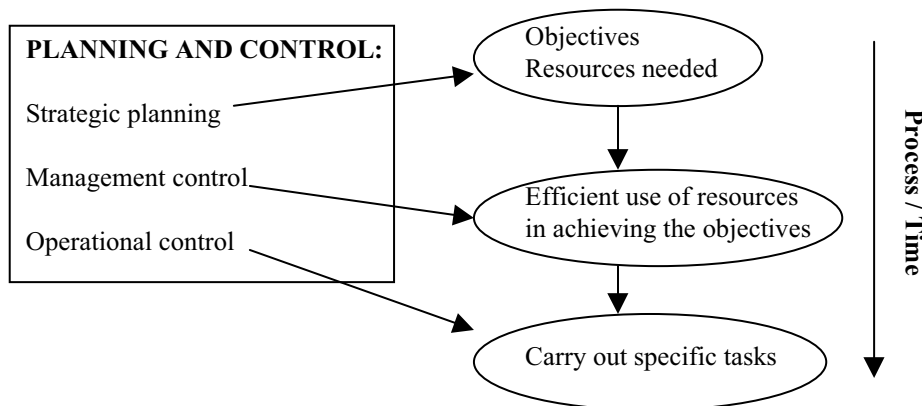 PLANNING AND CONTROL:
Strategic planning
Management control
Operational control
Objectives
Resources needed
Efficient use of resources
in achieving the objectives
Carry out specific tasks
Process / Time